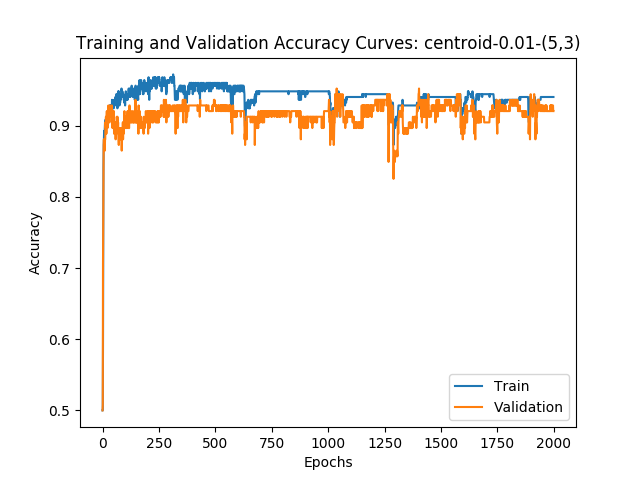 Training and Validation Accuracy Curves: centroid-0.01-(5,3)
0.9
0.8
0.7
0.6
0.5
Accuracy
Train
Validation
0 250 500 750 1000 1250 1500 1750 2000
Epochs